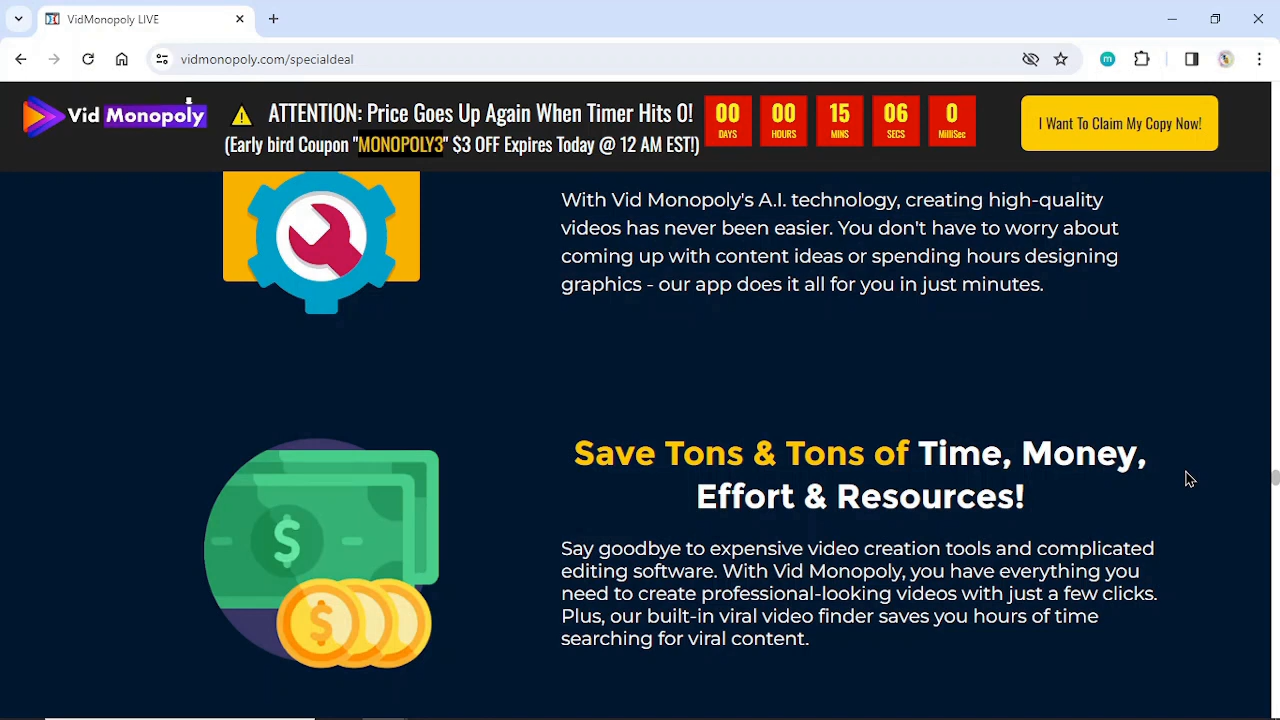 VidMonopoly LIVE
vidmonopoly.com/specialdeal
m
Vid Monopoly
ATTENTION: Price Goes Up Again When Timer Hits 0!
(Early bird Coupon "MONOPOLY3" $3 OFF Expires Today @ 12 AM EST!)
00 00 15 06 0
DAYS HOURS MINS SECS MilliSec
I Want To Claim My Copy Now!
With Vid Monopoly's A.I. technology, creating high-quality
videos has never been easier. You don't have to worry about
coming up with content ideas or spending hours designing
graphics - our app does it all for you in just minutes.
Save Tons & Tons of Time, Money,
Effort & Resources!
$
$
Say goodbye to expensive video creation tools and complicated
editing software. With Vid Monopoly, you have everything you
need to create professional-looking videos with just a few clicks.
Plus, our built-in viral video finder saves you hours of time
searching for viral content.